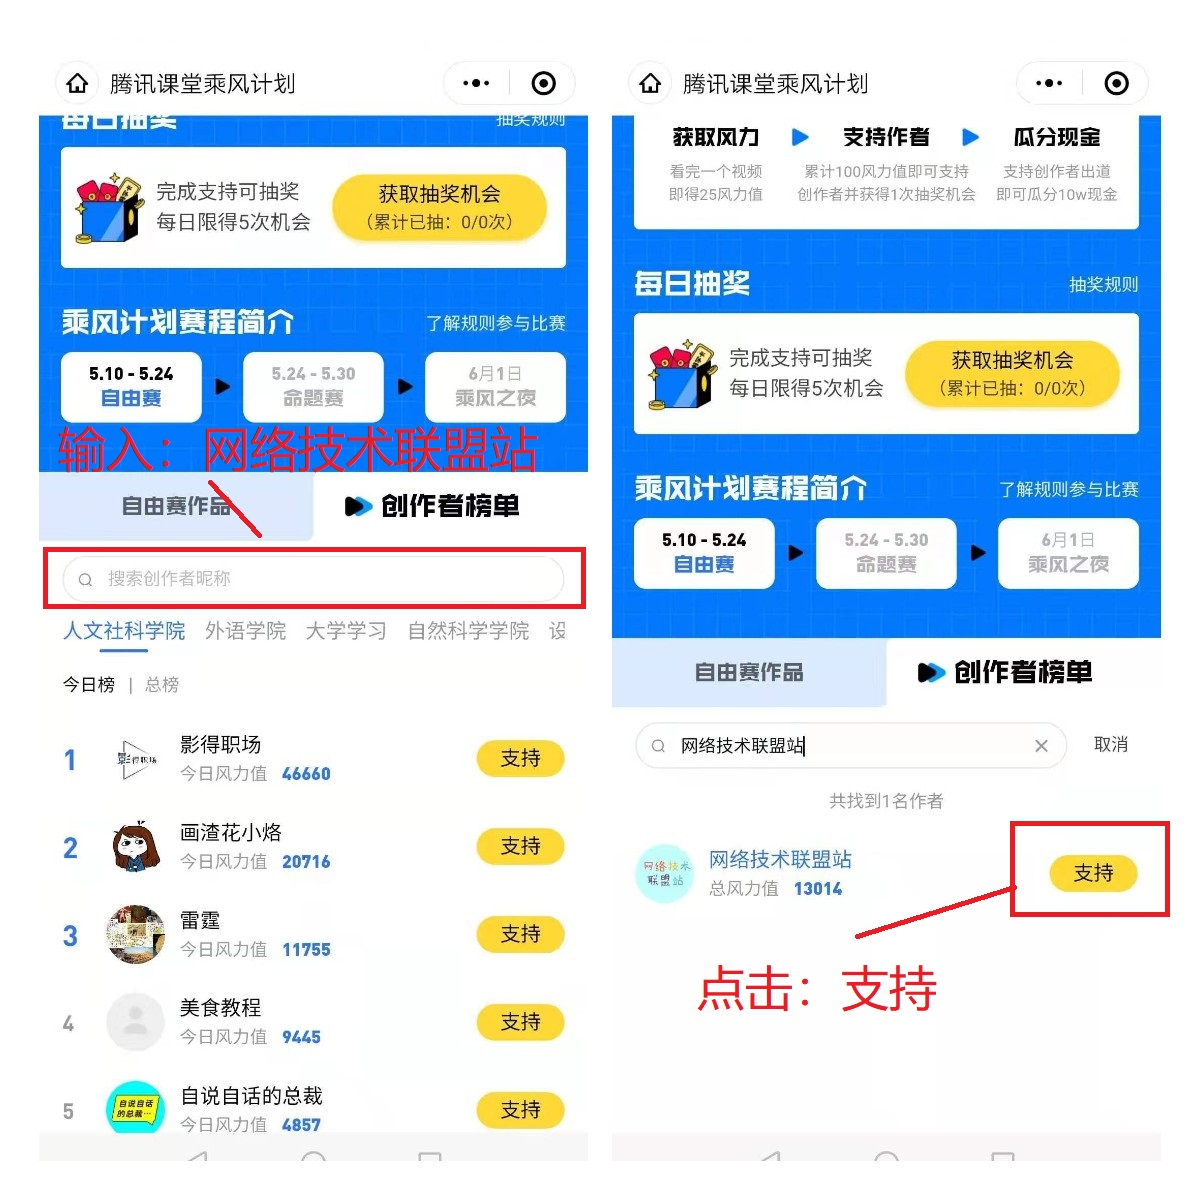 腾讯课堂乘风计划
每日抽奖
抽奖规则
完成支持可抽奖
每日限得5次机会
获取抽奖机会
（累计已抽：0/0次）
乘风计划赛程简介
了解规则参与比赛
5.10 - 5.24
自由赛
5.24 - 5.30
命题赛
6月1日
乘风之夜
输入：网络技术联盟站
自由赛作品
创作者榜单
搜索创作者昵称
人文社科学院 外语学院 大学学习 自然科学学院 设
今日榜 | 总榜
1
影得职场
影得职场
今日风力值 46660
支持
2
画渣花小烙
今日风力值 20716
支持
3
雷霆
今日风力值 11755
支持
4
美食教程
今日风力值 9445
支持
5
自说自话
的总裁…
自说自话的总裁
今日风力值 4857
支持
腾讯课堂乘风计划
获取风力
支持作者
瓜分现金
看完一个视频
即得25风力值
累计100风力值即可支持
创作者并获得1次抽奖机会
支持创作者出道
即可瓜分10w现金
每日抽奖
抽奖规则
完成支持可抽奖
每日限得5次机会
获取抽奖机会
（累计已抽：0/0次）
乘风计划赛程简介
了解规则参与比赛
5.10 - 5.24
自由赛
5.24 - 5.30
命题赛
6月1日
乘风之夜
自由赛作品
创作者榜单
网络技术联盟站
取消
共找到1名作者
网络技术
联盟站
网络技术联盟站
总风力值 13014
支持
点击：支持